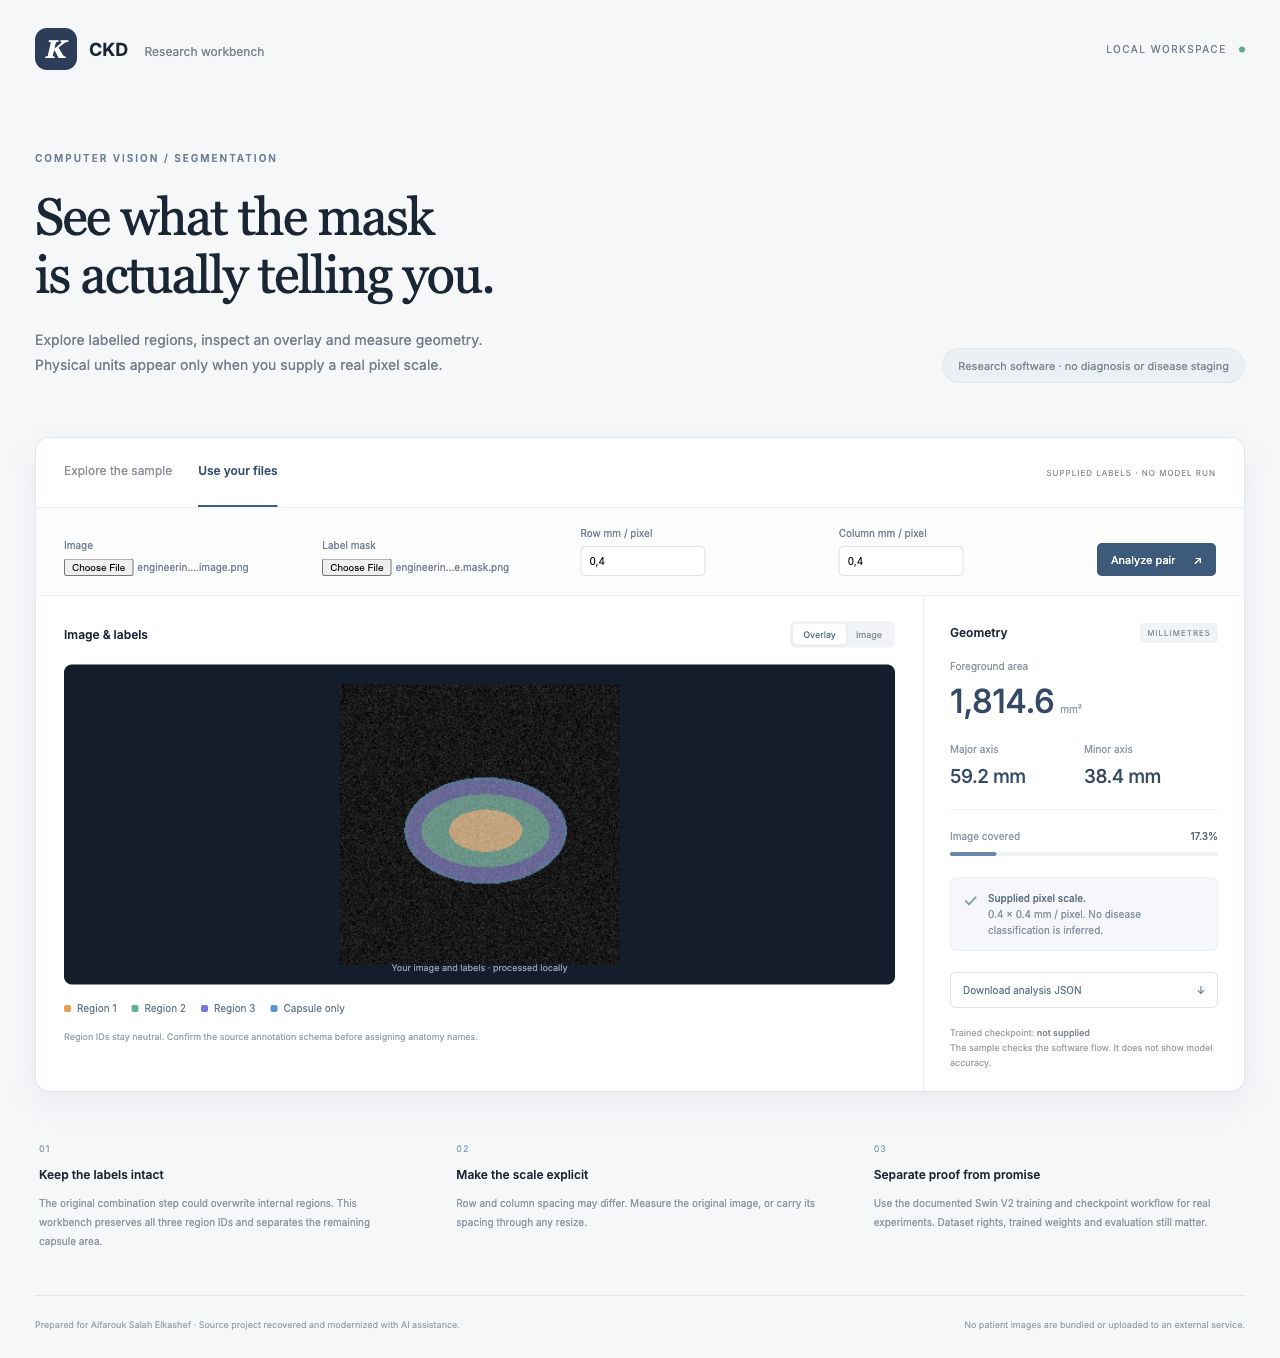 K
CKD
Research workbench
LOCAL WORKSPACE
COMPUTER VISION / SEGMENTATION
See what the mask
is actually telling you.
Explore labelled regions, inspect an overlay and measure geometry.
Physical units appear only when you supply a real pixel scale.
Research software · no diagnosis or disease staging
Explore the sample
Use your files
SUPPLIED LABELS · NO MODEL RUN
Image
Choose File engineerin....image.png
Label mask
Choose File engineerin...e.mask.png
Row mm / pixel
0,4
Column mm / pixel
0,4
Analyze pair ↗
Image & labels
Overlay
Image
Your image and labels · processed locally
Region 1
Region 2
Region 3
Capsule only
Region IDs stay neutral. Confirm the source annotation schema before assigning anatomy names.
Geometry
MILLIMETRES
Foreground area
1,814.6 mm²
Major axis
Minor axis
59.2 mm
38.4 mm
Image covered
17.3%
Supplied pixel scale.
0.4 × 0.4 mm / pixel. No disease
classification is inferred.
Download analysis JSON ↓
Trained checkpoint: not supplied
The sample checks the software flow. It does not show model
accuracy.
01
Keep the labels intact
The original combination step could overwrite internal regions. This
workbench preserves all three region IDs and separates the remaining
capsule area.
02
Make the scale explicit
Row and column spacing may differ. Measure the original image, or carry its
spacing through any resize.
03
Separate proof from promise
Use the documented Swin V2 training and checkpoint workflow for real
experiments. Dataset rights, trained weights and evaluation still matter.
Prepared for Alfarouk Salah Elkashef · Source project recovered and modernized with AI assistance.
No patient images are bundled or uploaded to an external service.